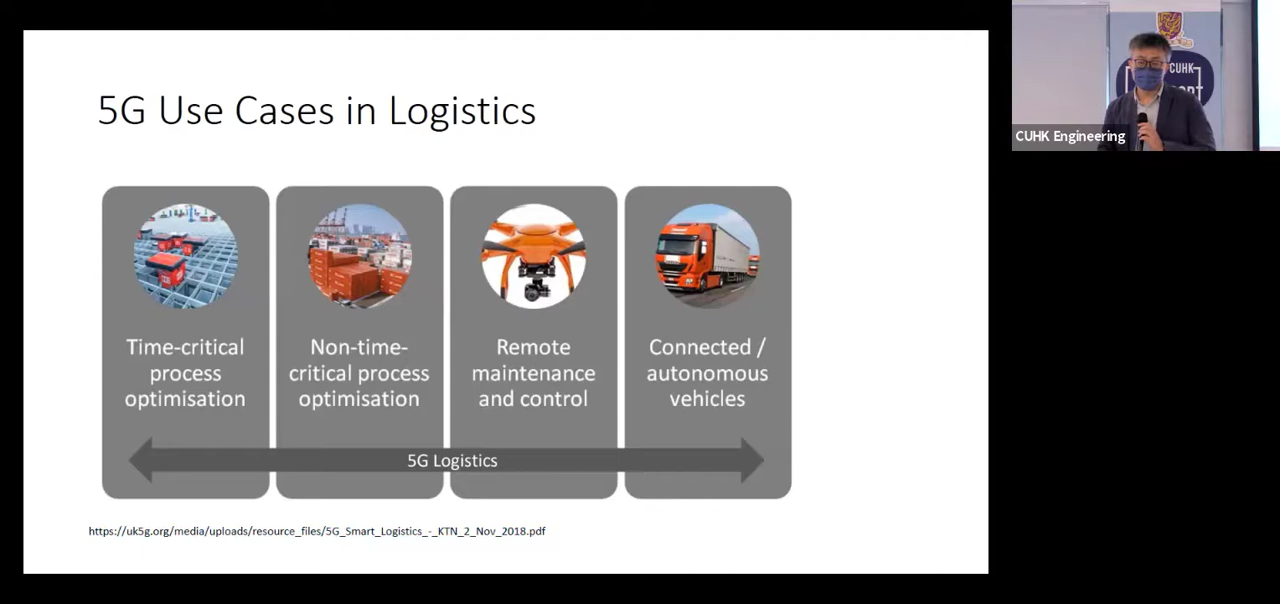 5G Use Cases in Logistics
Time-critical
process
optimisation
Non-time-
critical process
optimisation
Remote
maintenance
and control
Connected /
autonomous
vehicles
5G Logistics
https://uk5g.org/media/uploads/resource_files/5G_Smart_Logistics_-_KTN_2_Nov_2018.pdf
CUHK
CUHK Engineering